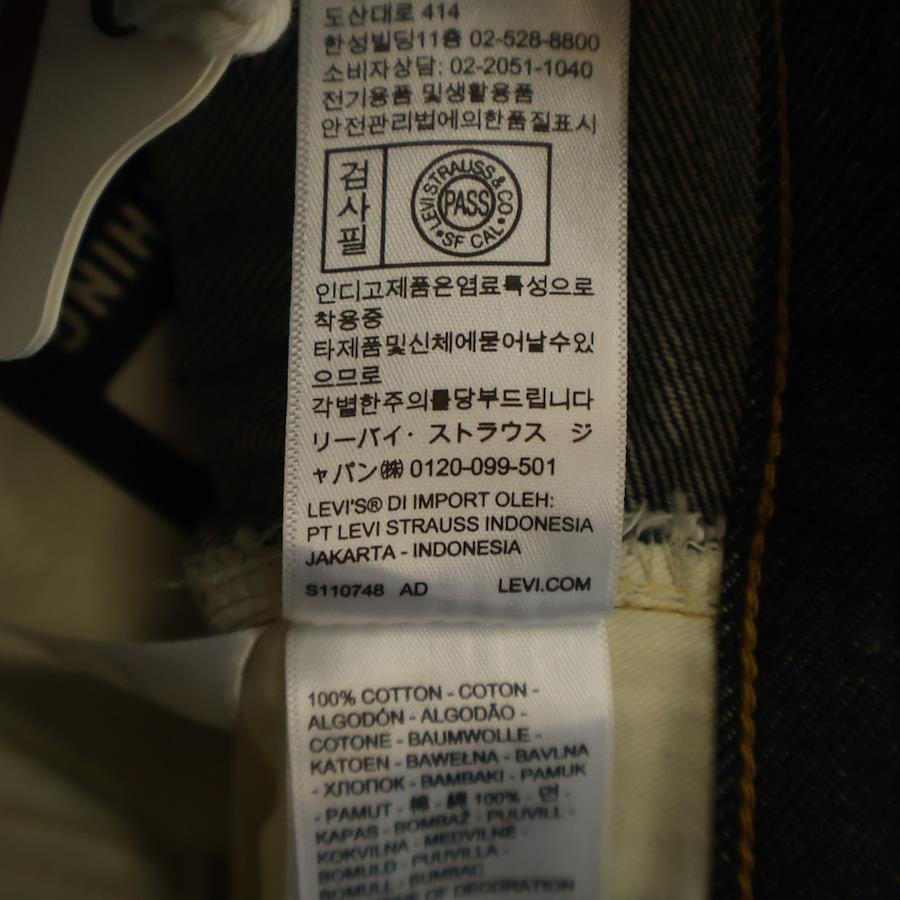 도산대로 414
한성빌딩11층 02-528-8800
소비자상담: 02-2051-1040
전기용품 및생활용품
안전관리법에의한품질표시
검사필
LEVI STRAUSS & CO
PASS
SF CAL
인디고제품은염료특성으로
착용중
타제품및신체에묻어날수있
으므로
각별한주의를당부드립니다
リーバイ・ストラウス ジ
ャパン㈱ 0120-099-501
LEVI'S® DI IMPORT OLEH:
PT LEVI STRAUSS INDONESIA
JAKARTA - INDONESIA
S110748 AD LEVI.COM
100% COTTON - COTON -
ALGODÓN - ALGODÃO -
COTONE - BAUMWOLLE -
KATOEN - BAWEŁNA - BAVLNA
- ХЛОПОК - BAMBAKI - PAMUK
- PAMUT - 棉 - 綿 100% - 면 -
KAPAS - BOMBAŽ - PUUVILL -
KOKVILNA - MEDVILNĖ -
BOMULD - PUUVILLA -
BOMULL - BUMBAC
OF DECORATION